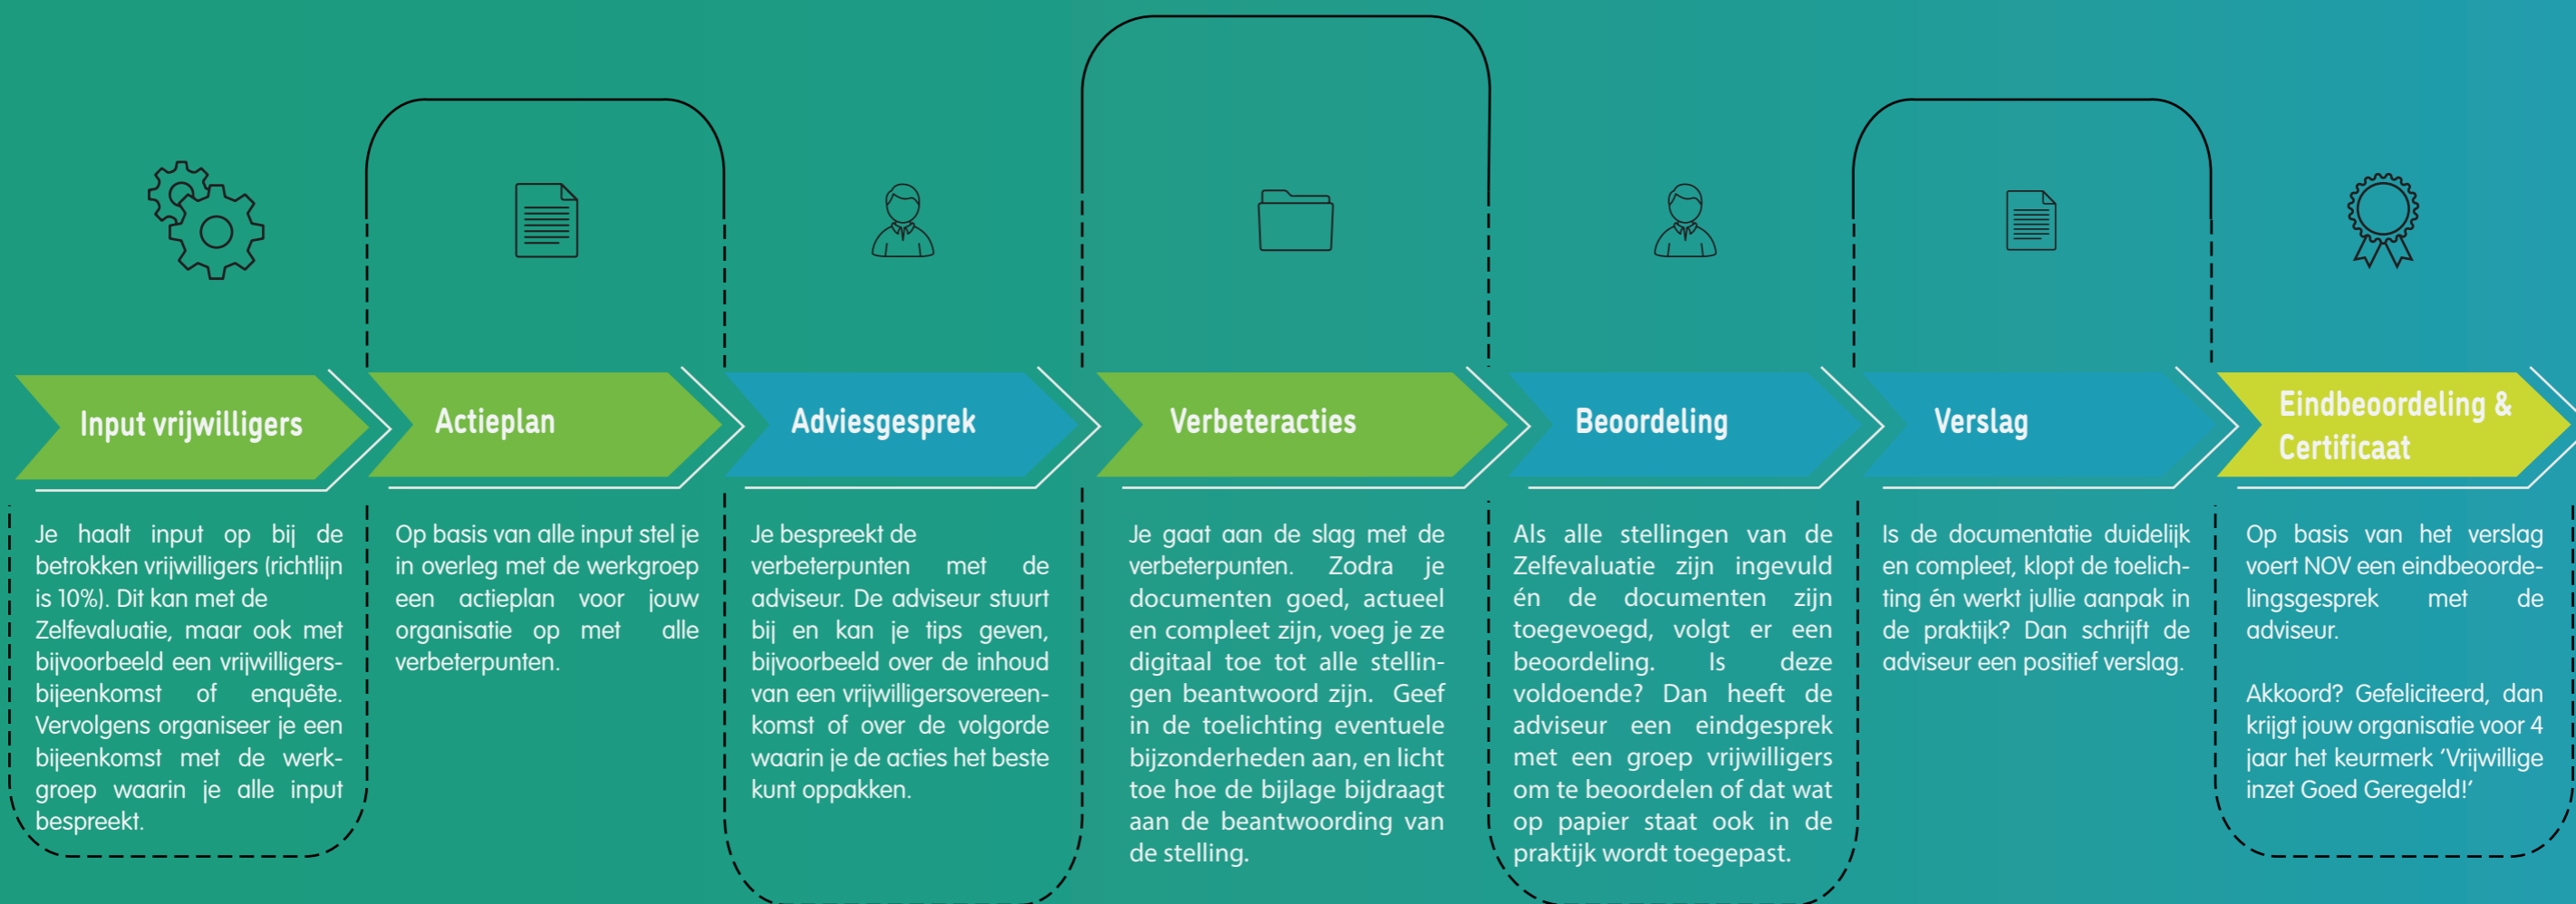 Input vrijwilligers
Je haalt input op bij de
betrokken vrijwilligers (richtlijn
is 10%). Dit kan met de
Zelfevaluatie, maar ook met
bijvoorbeeld een vrijwilligers-
bijeenkomst of enquête.
Vervolgens organiseer je een
bijeenkomst met de werk-
groep waarin je alle input
bespreekt.
Actieplan
Op basis van alle input stel je
in overleg met de werkgroep
een actieplan voor jouw
organisatie op met alle
verbeterpunten.
Adviesgesprek
Je bespreekt de
verbeterpunten met de
adviseur. De adviseur stuurt
bij en kan je tips geven,
bijvoorbeeld over de inhoud
van een vrijwilligersovereen-
komst of over de volgorde
waarin je de acties het beste
kunt oppakken.
Verbeteracties
Je gaat aan de slag met de
verbeterpunten. Zodra je
documenten goed, actueel
en compleet zijn, voeg je ze
digitaal toe tot alle stellin-
gen beantwoord zijn. Geef
in de toelichting eventuele
bijzonderheden aan, en licht
toe hoe de bijlage bijdraagt
aan de beantwoording van
de stelling.
Beoordeling
Als alle stellingen van de
Zelfevaluatie zijn ingevuld
én de documenten zijn
toegevoegd, volgt er een
beoordeling. Is deze
voldoende? Dan heeft de
adviseur een eindgesprek
met een groep vrijwilligers
om te beoordelen of dat wat
op papier staat ook in de
praktijk wordt toegepast.
Verslag
Is de documentatie duidelijk
en compleet, klopt de toelich-
ting én werkt jullie aanpak in
de praktijk? Dan schrijft de
adviseur een positief verslag.
Eindbeoordeling &
Certificaat
Op basis van het verslag
voert NOV een eindbeoorde-
lingsgesprek met de
adviseur.
Akkoord? Gefeliciteerd, dan
krijgt jouw organisatie voor 4
jaar het keurmerk ‘Vrijwillige
inzet Goed Geregeld!’